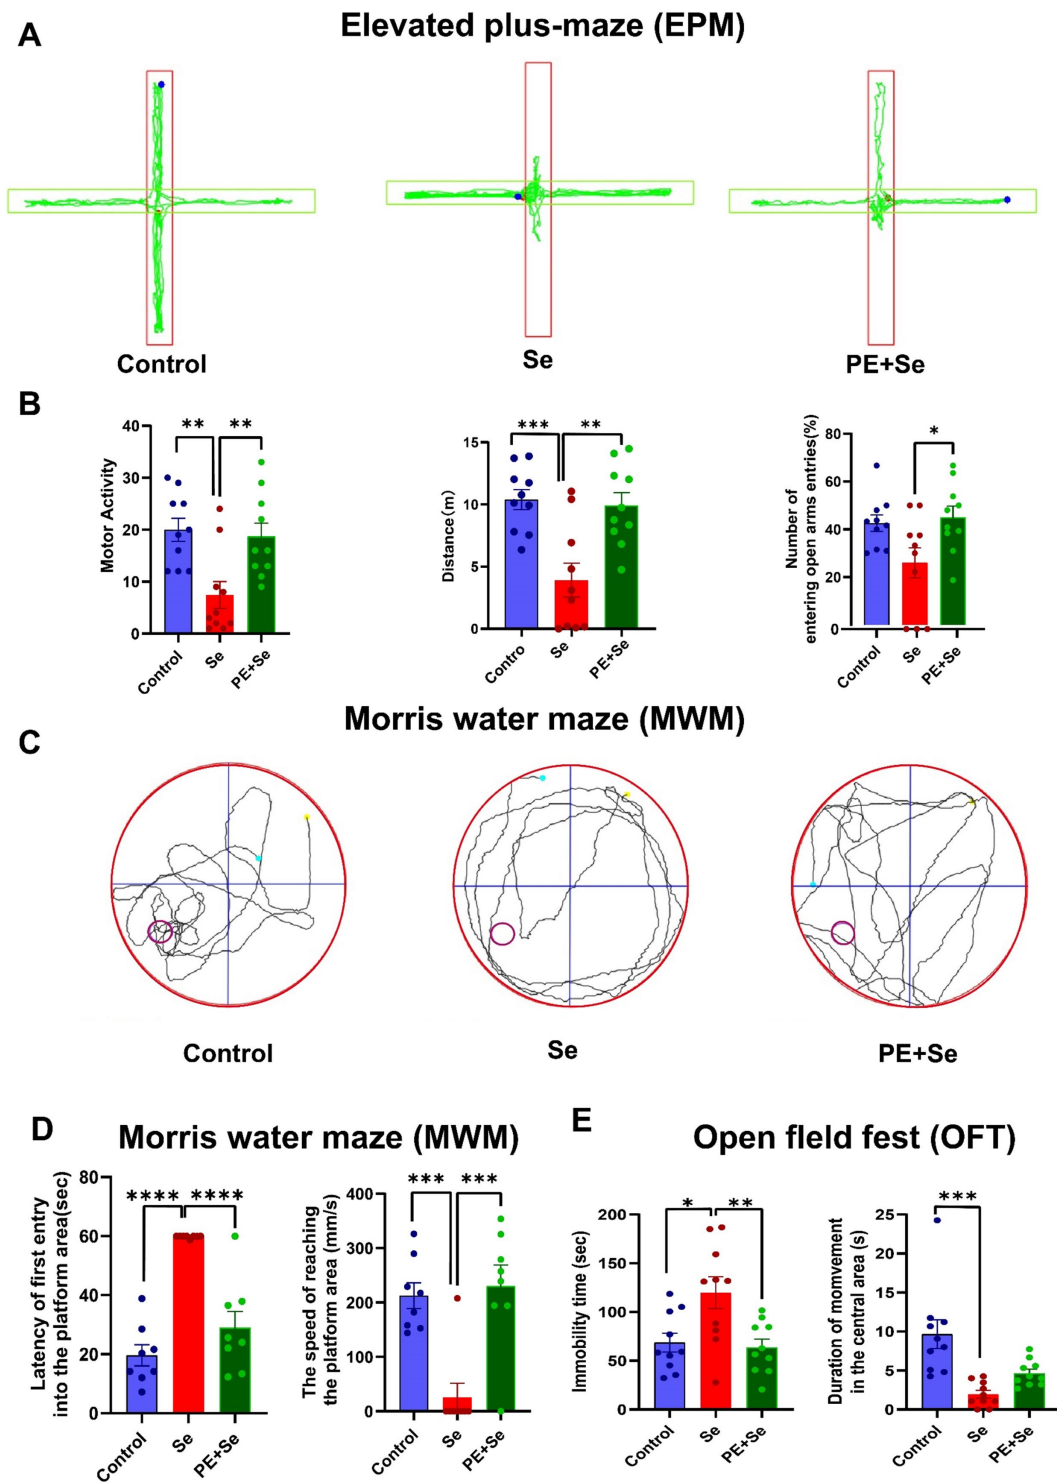 A
Elevated plus-maze (EPM)
Control
Se
PE+Se
B
Motor Activity
40
30
20
10
0
** **
Control
Se
PE+Se
Distance(m)
15
10
5
0
*** **
Contro
Se
PE+Se
Number of
entering open arms entries(%)
80
60
40
20
0
*
Control
Se
PE+Se
Morris water maze (MWM)
C
Control
Se
PE+Se
D
Morris water maze (MWM)
Latency of first entry
into the platform area(sec)
80
60
40
20
0
**** ****
Control
Se
PE+Se
The speed of reaching
the platform area (mm/s)
400
300
200
100
0
*** ***
Control
Se
PE+Se
E
Open fleld fest (OFT)
Immobility time (sec)
200
150
100
50
0
* **
Control
Se
PE+Se
Duration of momvement
in the central area (s)
25
20
15
10
5
0
***
Control
Se
PE+Se